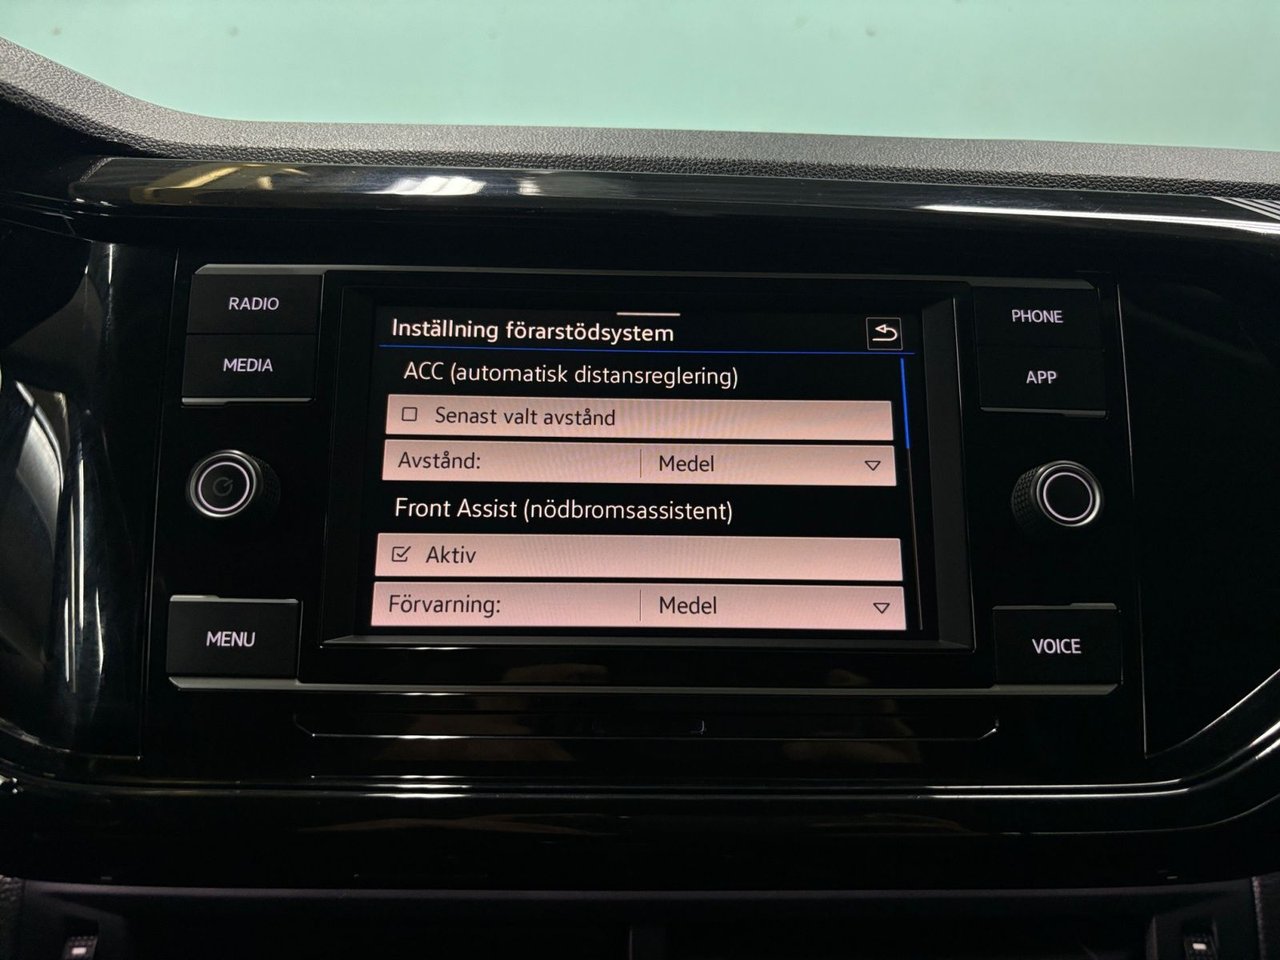 RADIO
MEDIA
MENU
PHONE
APP
VOICE
Inställning förarstödsystem
ACC (automatisk distansreglering)
Senast valt avstånd
Avstånd: Medel
Front Assist (nödbromsassistent)
Aktiv
Förvarning: Medel